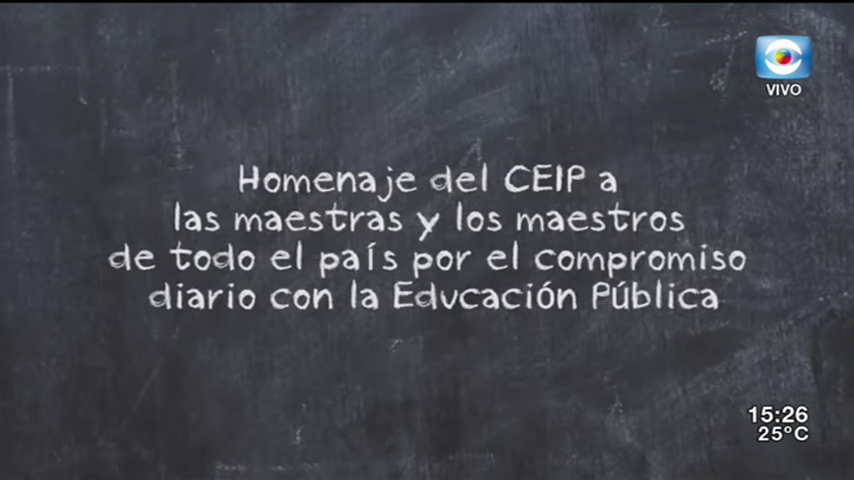 VIVO
Homenaje del CEIP a
las maestras y los maestros
de todo el país por el compromiso
diario con la Educación Pública
15:26
25°C